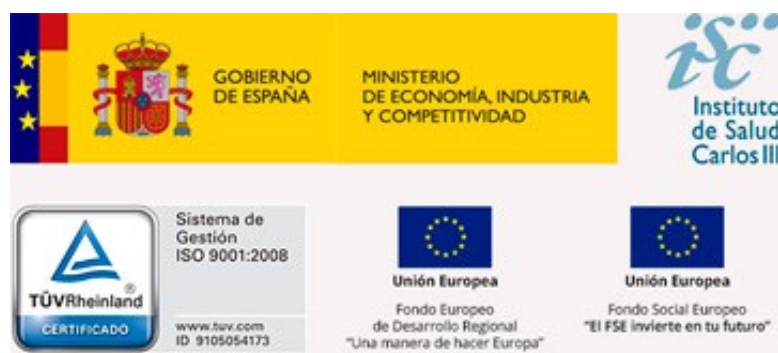 GOBIERNO
DE ESPAÑA
MINISTERIO
DE ECONOMÍA, INDUSTRIA
Y COMPETITIVIDAD
isc
Instituto
de Salud
Carlos III
TÜVRheinland®
CERTIFICADO
Sistema de
Gestión
ISO 9001:2008
www.tuv.com
ID 9105054173
Unión Europea
Fondo Europeo
de Desarrollo Regional
"Una manera de hacer Europa"
Unión Europea
Fondo Social Europeo
"El FSE invierte en tu futuro"